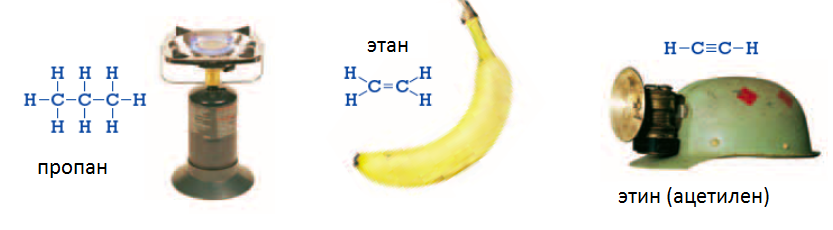 H H H
H-C-C-C-H
H H H
пропан
этан
H H
C=C
H H
H-C≡C-H
этин (ацетилен)